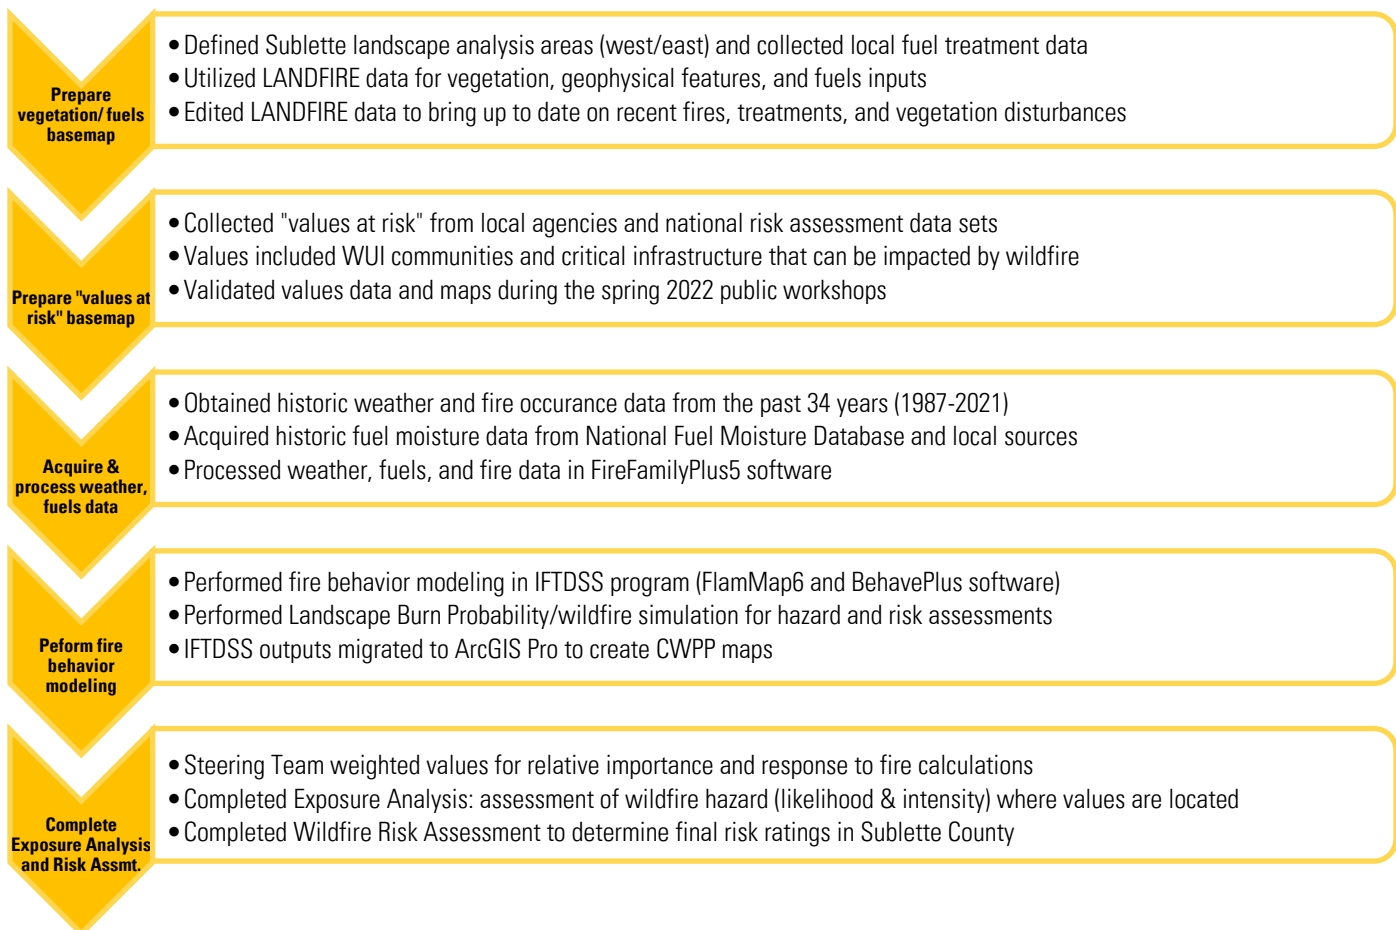 Prepare
vegetation/ fuels
basemap
•Defined Sublette landscape analysis areas (west/east) and collected local fuel treatment data
•Utilized LANDFIRE data for vegetation, geophysical features, and fuels inputs
•Edited LANDFIRE data to bring up to date on recent fires, treatments, and vegetation disturbances
Prepare "values at
risk" basemap
•Collected "values at risk" from local agencies and national risk assessment data sets
•Values included WUI communities and critical infrastructure that can be impacted by wildfire
•Validated values data and maps during the spring 2022 public workshops
Acquire &
process weather,
fuels data
•Obtained historic weather and fire occurance data from the past 34 years (1987-2021)
•Acquired historic fuel moisture data from National Fuel Moisture Database and local sources
•Processed weather, fuels, and fire data in FireFamilyPlus5 software
Peform fire
behavior
modeling
•Performed fire behavior modeling in IFTDSS program (FlamMap6 and BehavePlus software)
•Performed Landscape Burn Probability/wildfire simulation for hazard and risk assessments
•IFTDSS outputs migrated to ArcGIS Pro to create CWPP maps
Complete
Exposure Analysis
and Risk Assmt.
•Steering Team weighted values for relative importance and response to fire calculations
•Completed Exposure Analysis: assessment of wildfire hazard (likelihood & intensity) where values are located
•Completed Wildfire Risk Assessment to determine final risk ratings in Sublette County